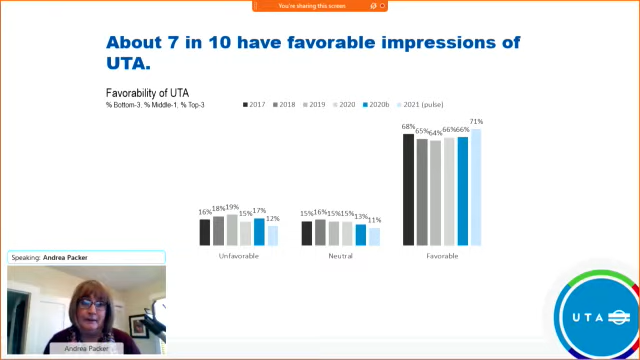 You're sharing this screen
About 7 in 10 have favorable impressions of
UTA.
Favorability of UTA
% Bottom-3, % Middle-1, % Top-3
2017 2018 2019 2020 2020b 2021 (pulse)
16% 18% 19% 15% 17% 12%
15% 16% 15% 15% 13% 11%
68% 65% 64% 66% 66% 71%
Unfavorable Neutral Favorable
Speaking: Andrea Packer
Andrea Packer
UTA